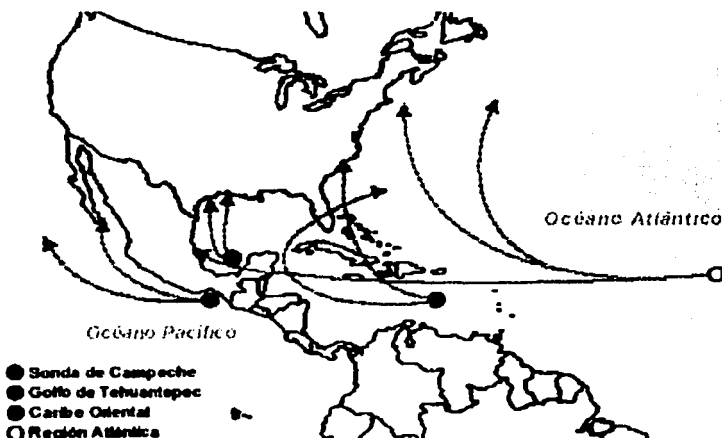 Océano Atlántico
Océano Pacífico
Sonda de Campeche
Golfo de Tehuantepec
Caribe Oriental
Región Atlántica